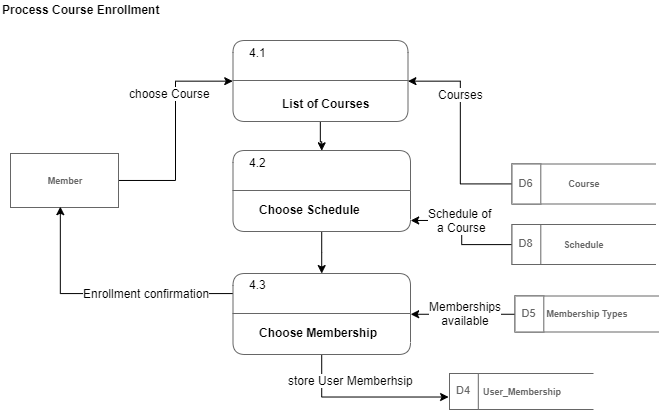 Process Course Enrollment
4.1
List of Courses
choose Course
Courses
4.2
Choose Schedule
Member
D6
Course
Schedule of
a Course
D8
Schedule
4.3
Choose Membership
Enrollment confirmation
Memberships
available
D5
Membership Types
store User Memberhsip
D4
User_Membership